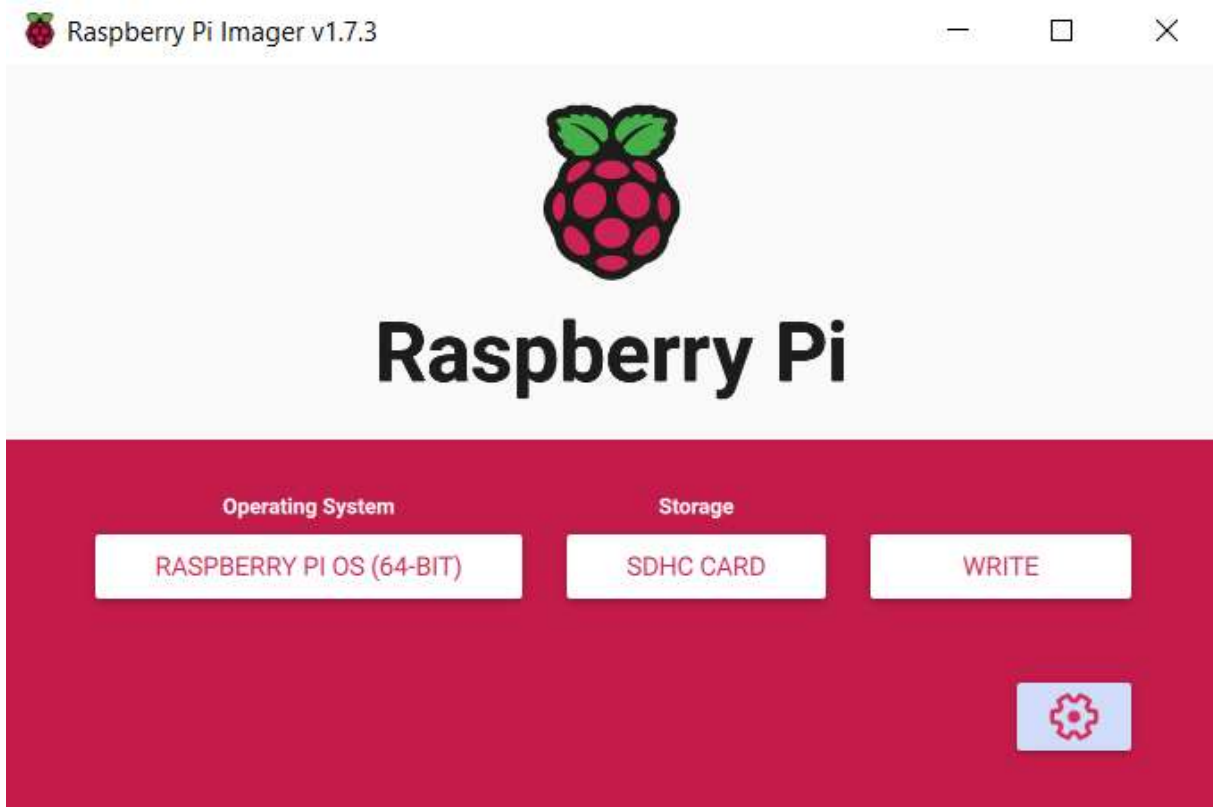 Raspberry Pi Imager v1.7.3
Raspberry Pi
Operating System
Storage
RASPBERRY PI OS (64-BIT)
SDHC CARD
WRITE